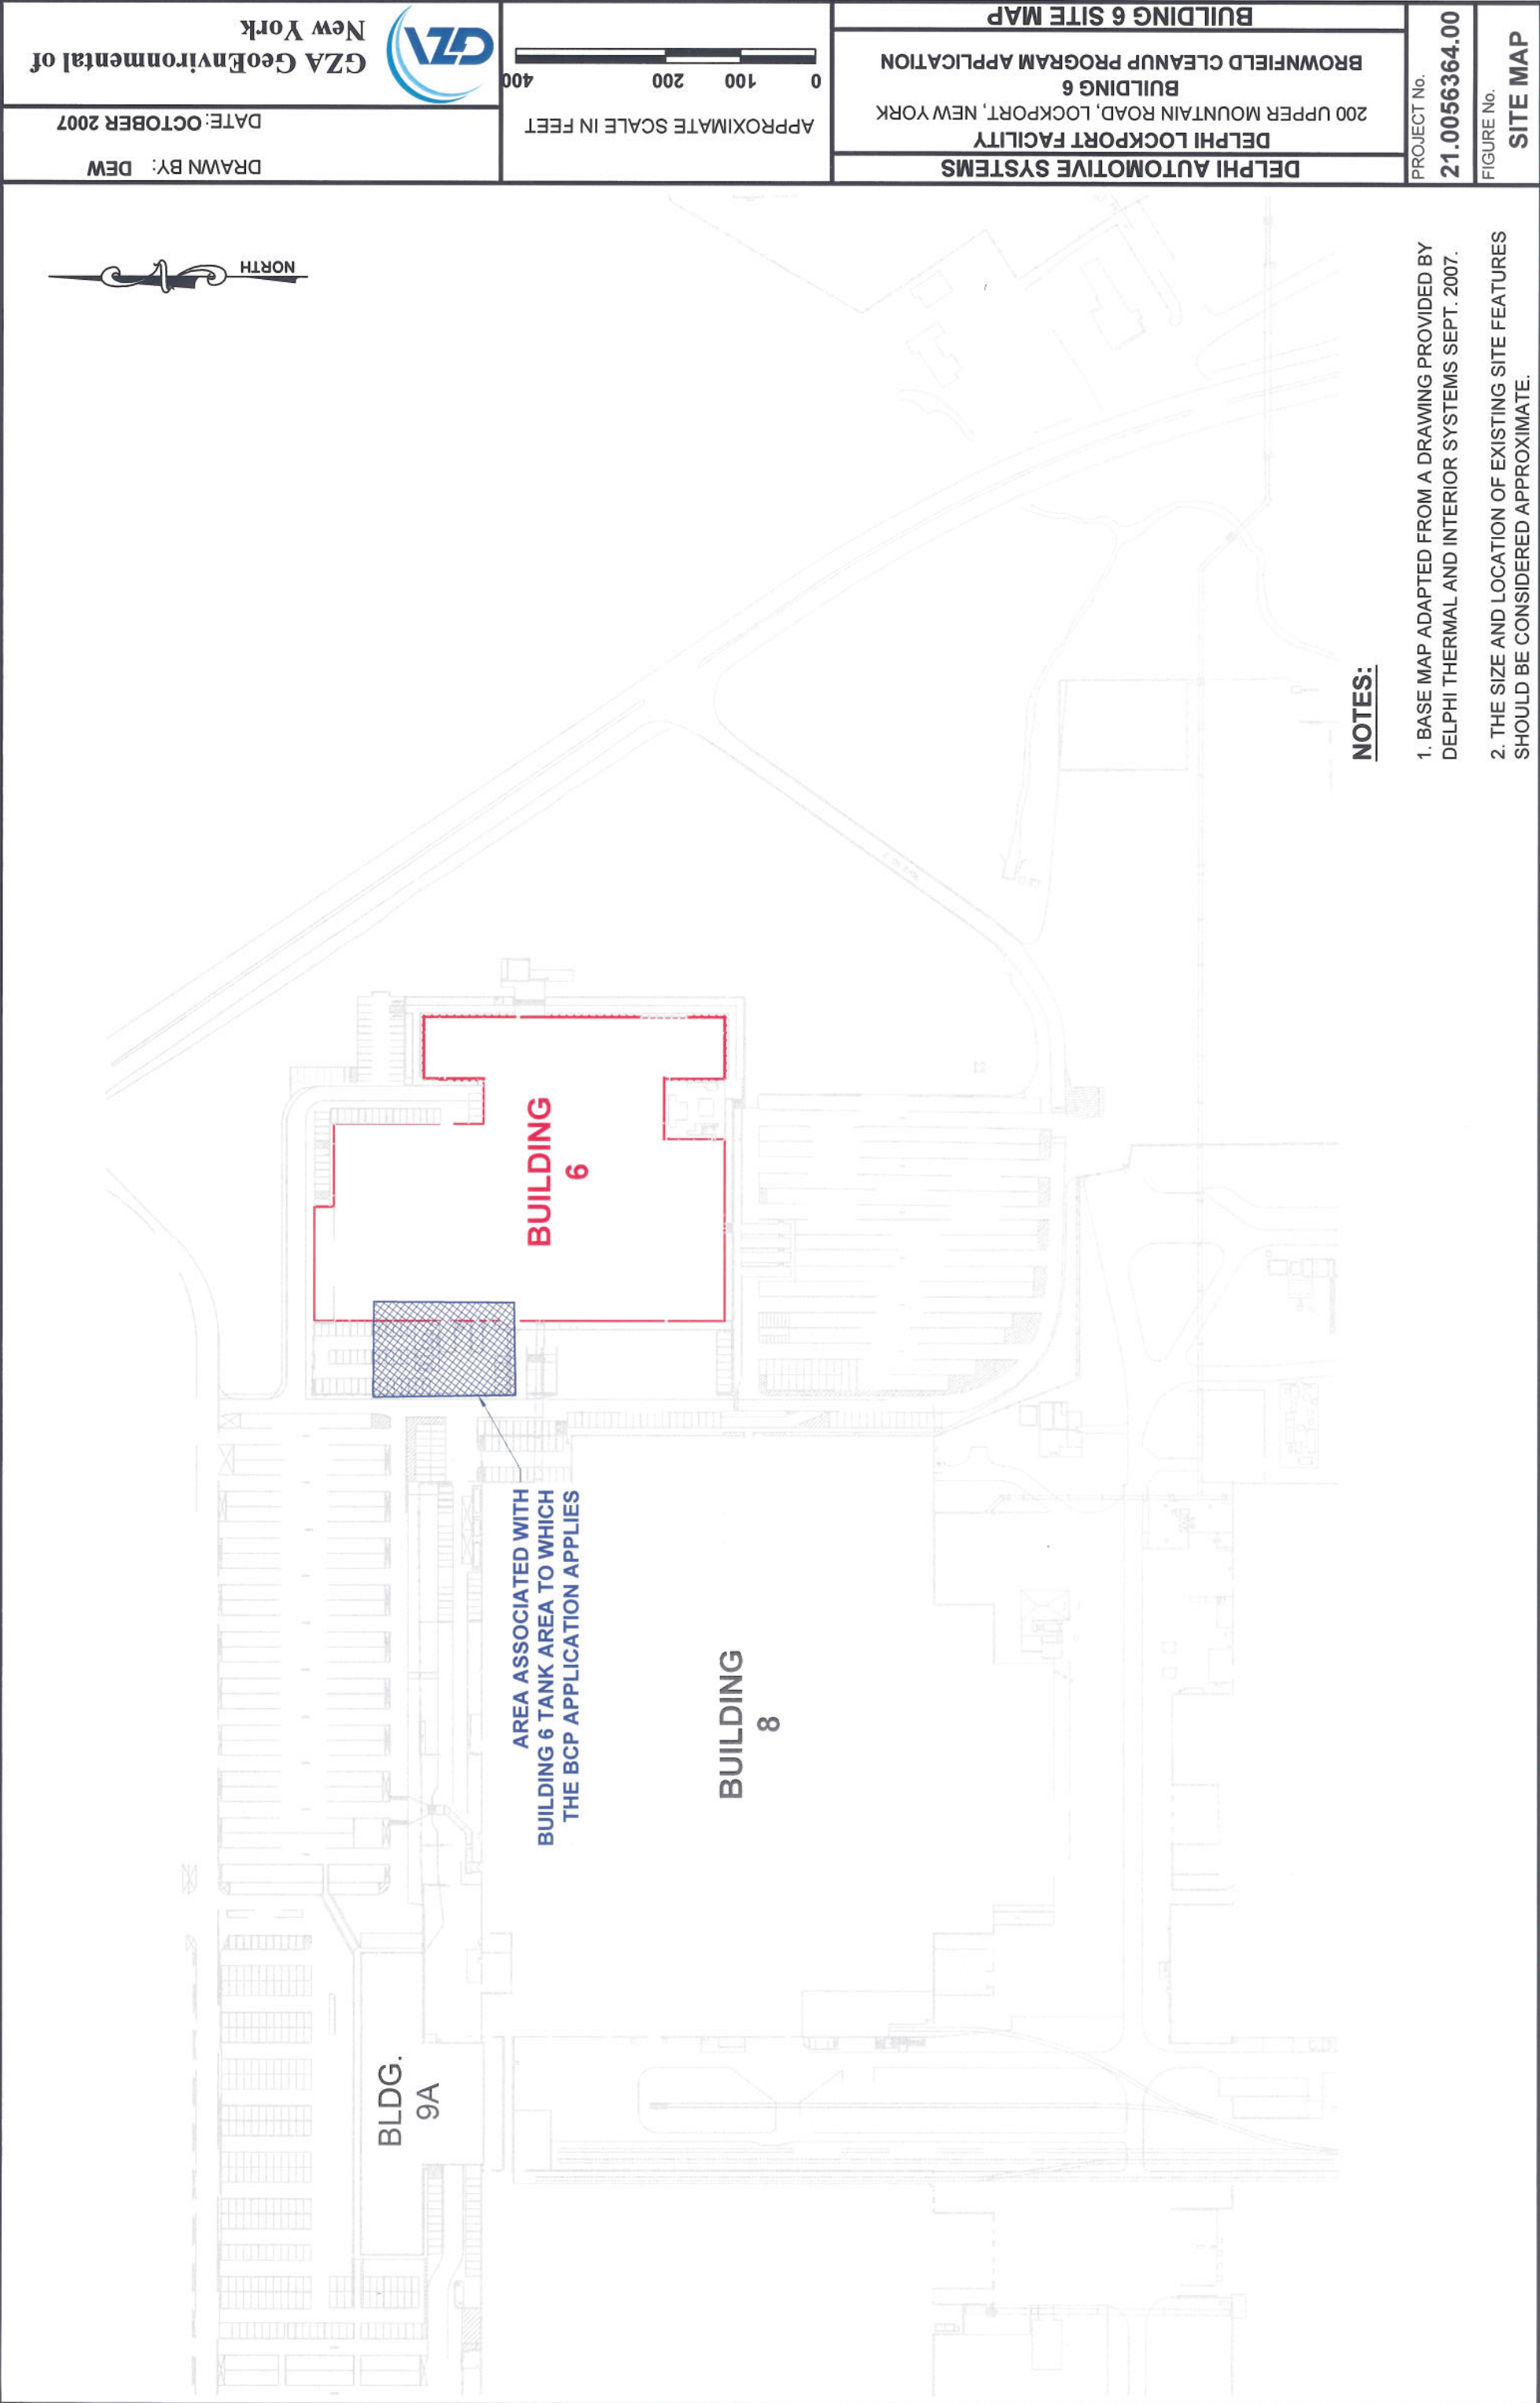 GZA GeoEnvironmental of
New York
GZA
DRAWN BY: DEW
DATE: OCTOBER 2007
APPROXIMATE SCALE IN FEET
0 100 200 400
DELPHI AUTOMOTIVE SYSTEMS
DELPHI LOCKPORT FACILITY
200 UPPER MOUNTAIN ROAD, LOCKPORT, NEW YORK
BUILDING 6
BROWNFIELD CLEANUP PROGRAM APPLICATION
BUILDING 6 SITE MAP
PROJECT No.
21.0056364.00
FIGURE No.
SITE MAP
NORTH
NOTES:
1. BASE MAP ADAPTED FROM A DRAWING PROVIDED BY
DELPHI THERMAL AND INTERIOR SYSTEMS SEPT. 2007.
2. THE SIZE AND LOCATION OF EXISTING SITE FEATURES
SHOULD BE CONSIDERED APPROXIMATE.
BUILDING
6
AREA ASSOCIATED WITH
BUILDING 6 TANK AREA TO WHICH
THE BCP APPLICATION APPLIES
BUILDING
8
BLDG.
9A